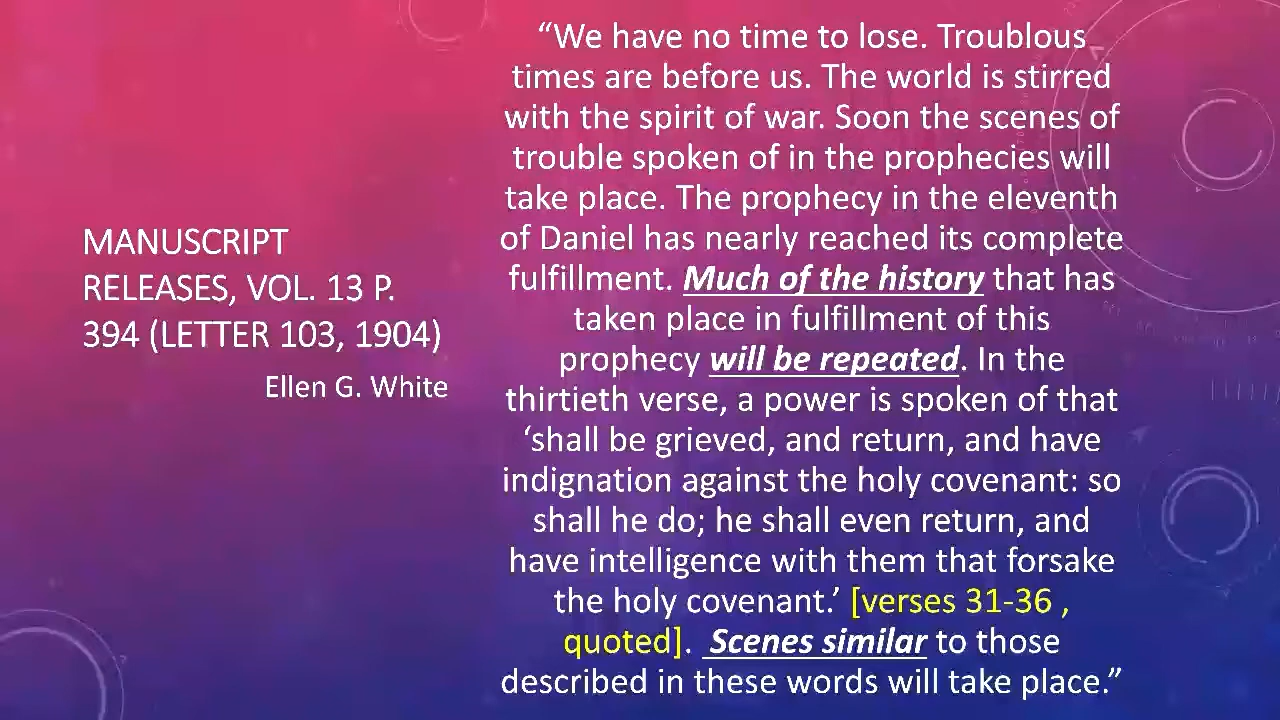 MANUSCRIPT
RELEASES, VOL. 13 P.
394 (LETTER 103, 1904)
Ellen G. White
“We have no time to lose. Troublous
times are before us. The world is stirred
with the spirit of war. Soon the scenes of
trouble spoken of in the prophecies will
take place. The prophecy in the eleventh
of Daniel has nearly reached its complete
fulfillment. Much of the history that has
taken place in fulfillment of this
prophecy will be repeated. In the
thirtieth verse, a power is spoken of that
‘shall be grieved, and return, and have
indignation against the holy covenant: so
shall he do; he shall even return, and
have intelligence with them that forsake
the holy covenant.’ [verses 31-36 ,
quoted]. Scenes similar to those
described in these words will take place.”